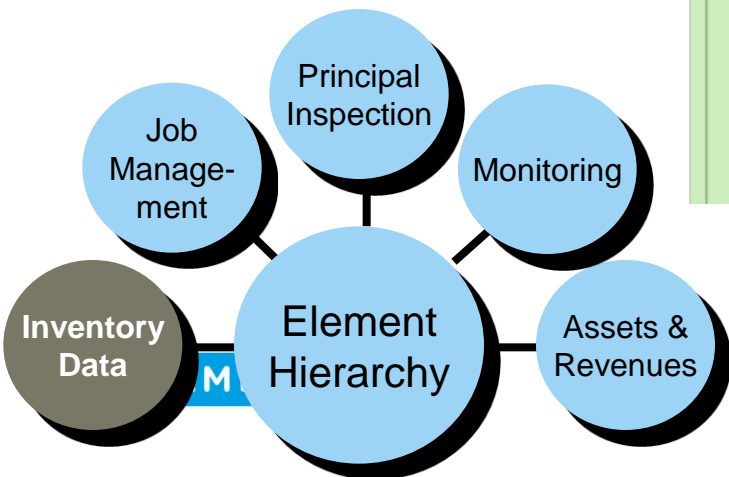 Principal
Inspection
Job
Manage-
ment
Monitoring
Inventory
Data
Element
Hierarchy
Assets &
Revenues
M